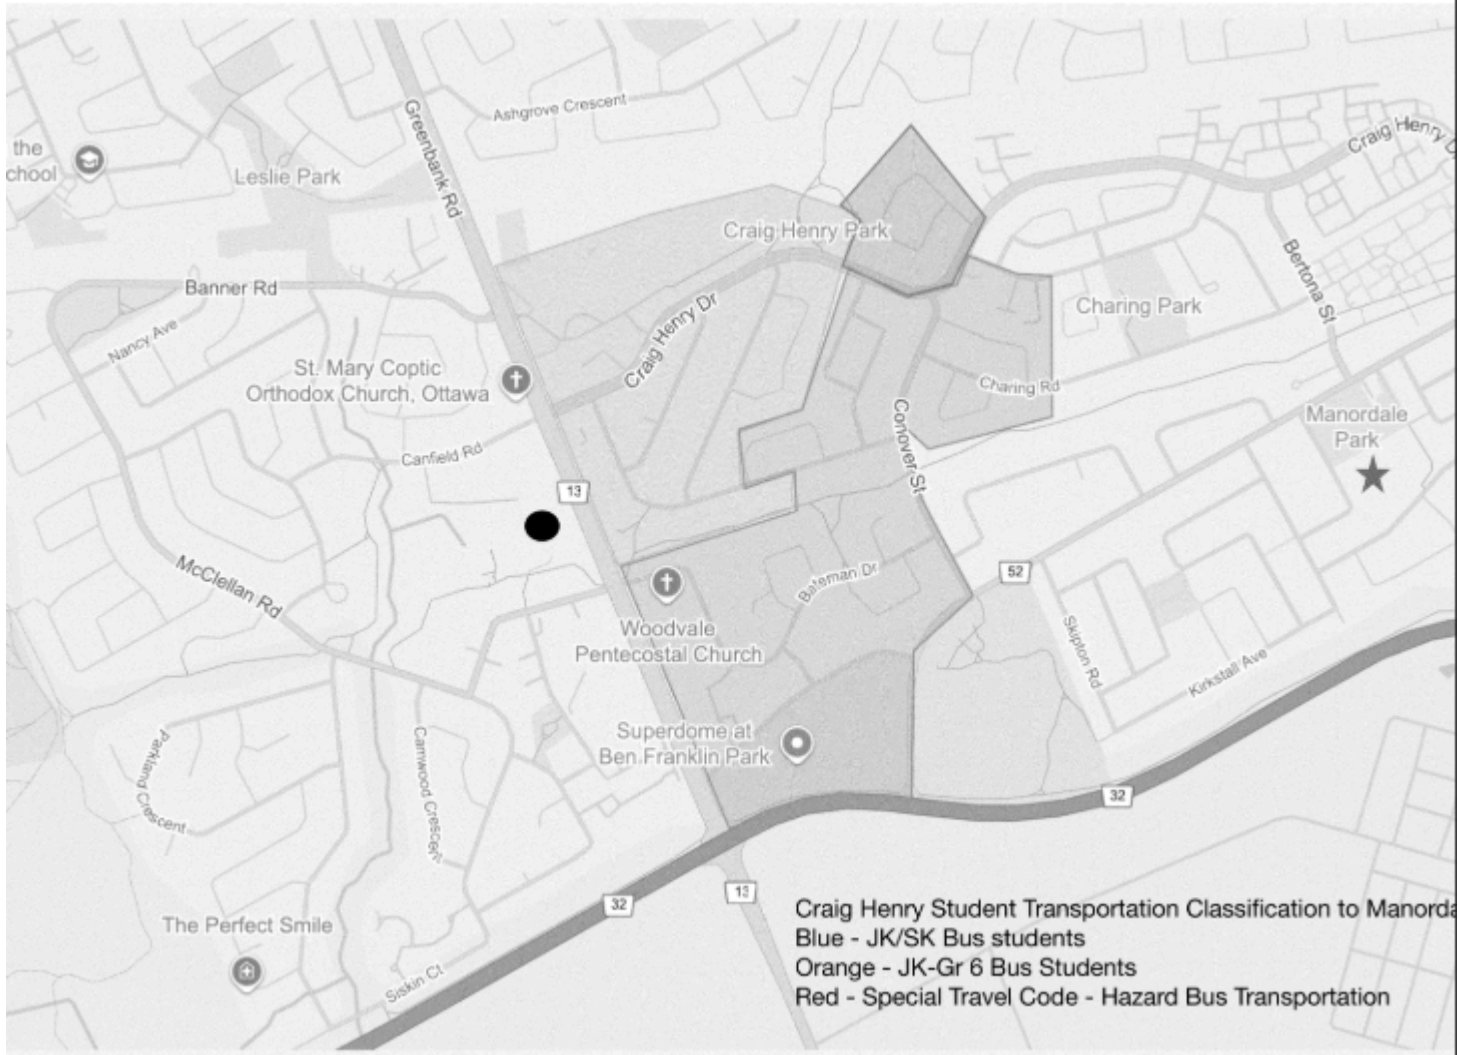 Ashgrove Crescent
Greenbank Rd
the
chool
Leslie Park
Craig Henry D
Craig Henry Park
Bertona St
Banner Rd
Charing Park
Nancy Ave
Craig Henry Dr
St. Mary Coptic
Orthodox Church, Ottawa
Charing Rd
Manordale
Park
Conover St
Canfield Rd
13
McClellan Rd
Bateman Dr
52
Woodvale
Pentecostal Church
Skipton Rd
Kirkstall Ave
Superdome at
Ben Franklin Park
Parkland Crescent
Camwood Crescent
32
32
13
The Perfect Smile
Siskin Ct
Craig Henry Student Transportation Classification to Manorda
Blue - JK/SK Bus students
Orange - JK-Gr 6 Bus Students
Red - Special Travel Code - Hazard Bus Transportation